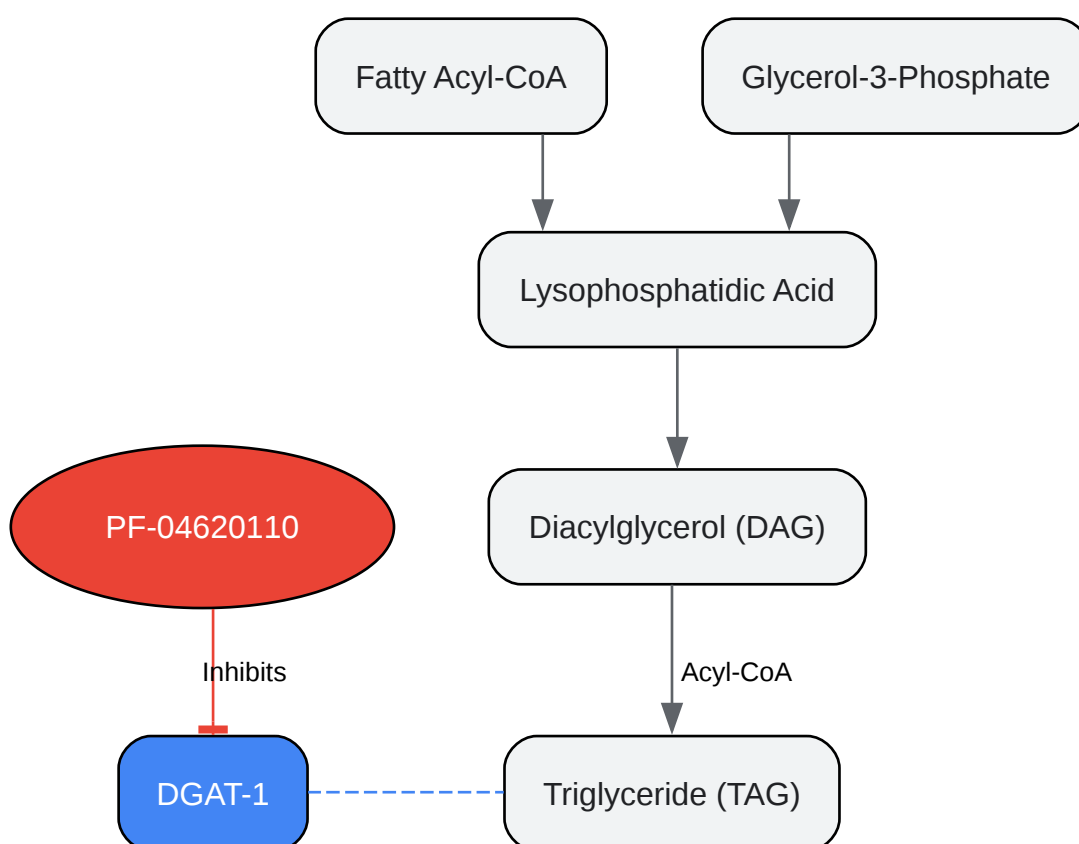 Fatty Acyl-CoA
Glycerol-3-Phosphate
Lysophosphatidic Acid
PF-04620110
Diacylglycerol (DAG)
Inhibits
Acyl-CoA
DGAT-1
Triglyceride (TAG)